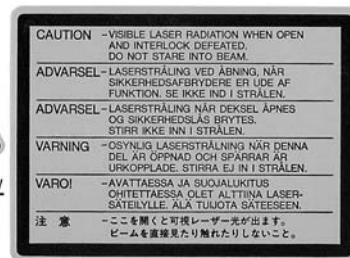 CAUTION - VISIBLE LASER RADIATION WHEN OPEN
AND INTERLOCK DEFEATED.
DO NOT STARE INTO BEAM.
ADVARSEL - LASERSTRÅLING VED ÅBNING, NÅR
SIKKERHEDSAFBRYDERE ER UDE AF
FUNKTION. SE IKKE IND I STRÅLEN.
ADVARSEL - LASERSTRÅLING NÅR DEKSEL ÅPNES
OG SIKKERHEDSLÅS BRYTES.
STIRR IKKE INN I STRÅLEN.
VARNING - OSYNLIG LASERSTRÅLNING NÄR DENNA
DEL ÄR ÖPPNAD OCH SPÄRRAR ÄR
URKOPPLADE. STIRRA EJ IN I STRÅLEN.
VARO! - AVATTAESSA JA SUOJALUKITUS
OHITETTAESSA OLET ALTTIINA LASER-
SÄTEILYLLE. ÄLÄ TUIJOTA SÄTEESEEN.
注 意 - ここを開くと可視レーザー光が出ます。
ビームを直接見たり触れたりしないこと。